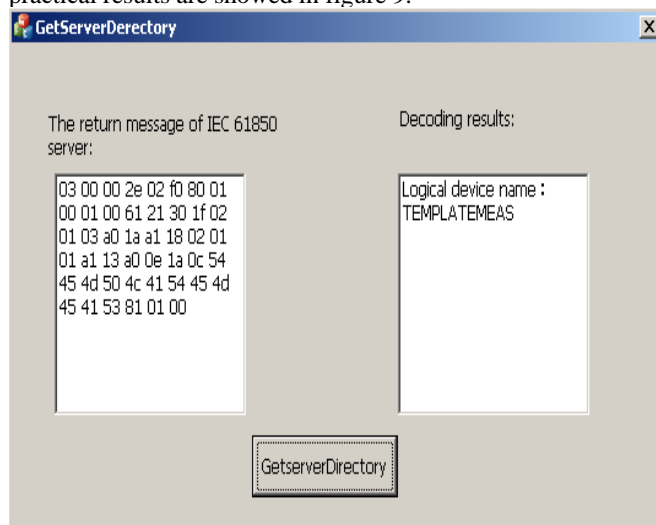 practical results are showed in figure 9.
GetServerDerectory
The return message of IEC 61850
server:
03 00 00 2e 02 f0 80 01
00 01 00 61 21 30 1f 02
01 03 a0 1a a1 18 02 01
01 a1 13 a0 0e 1a 0c 54
45 4d 50 4c 41 54 45 4d
45 41 53 81 01 00
Decoding results:
Logical device name:
TEMPLATEMEAS
GetserverDirectory